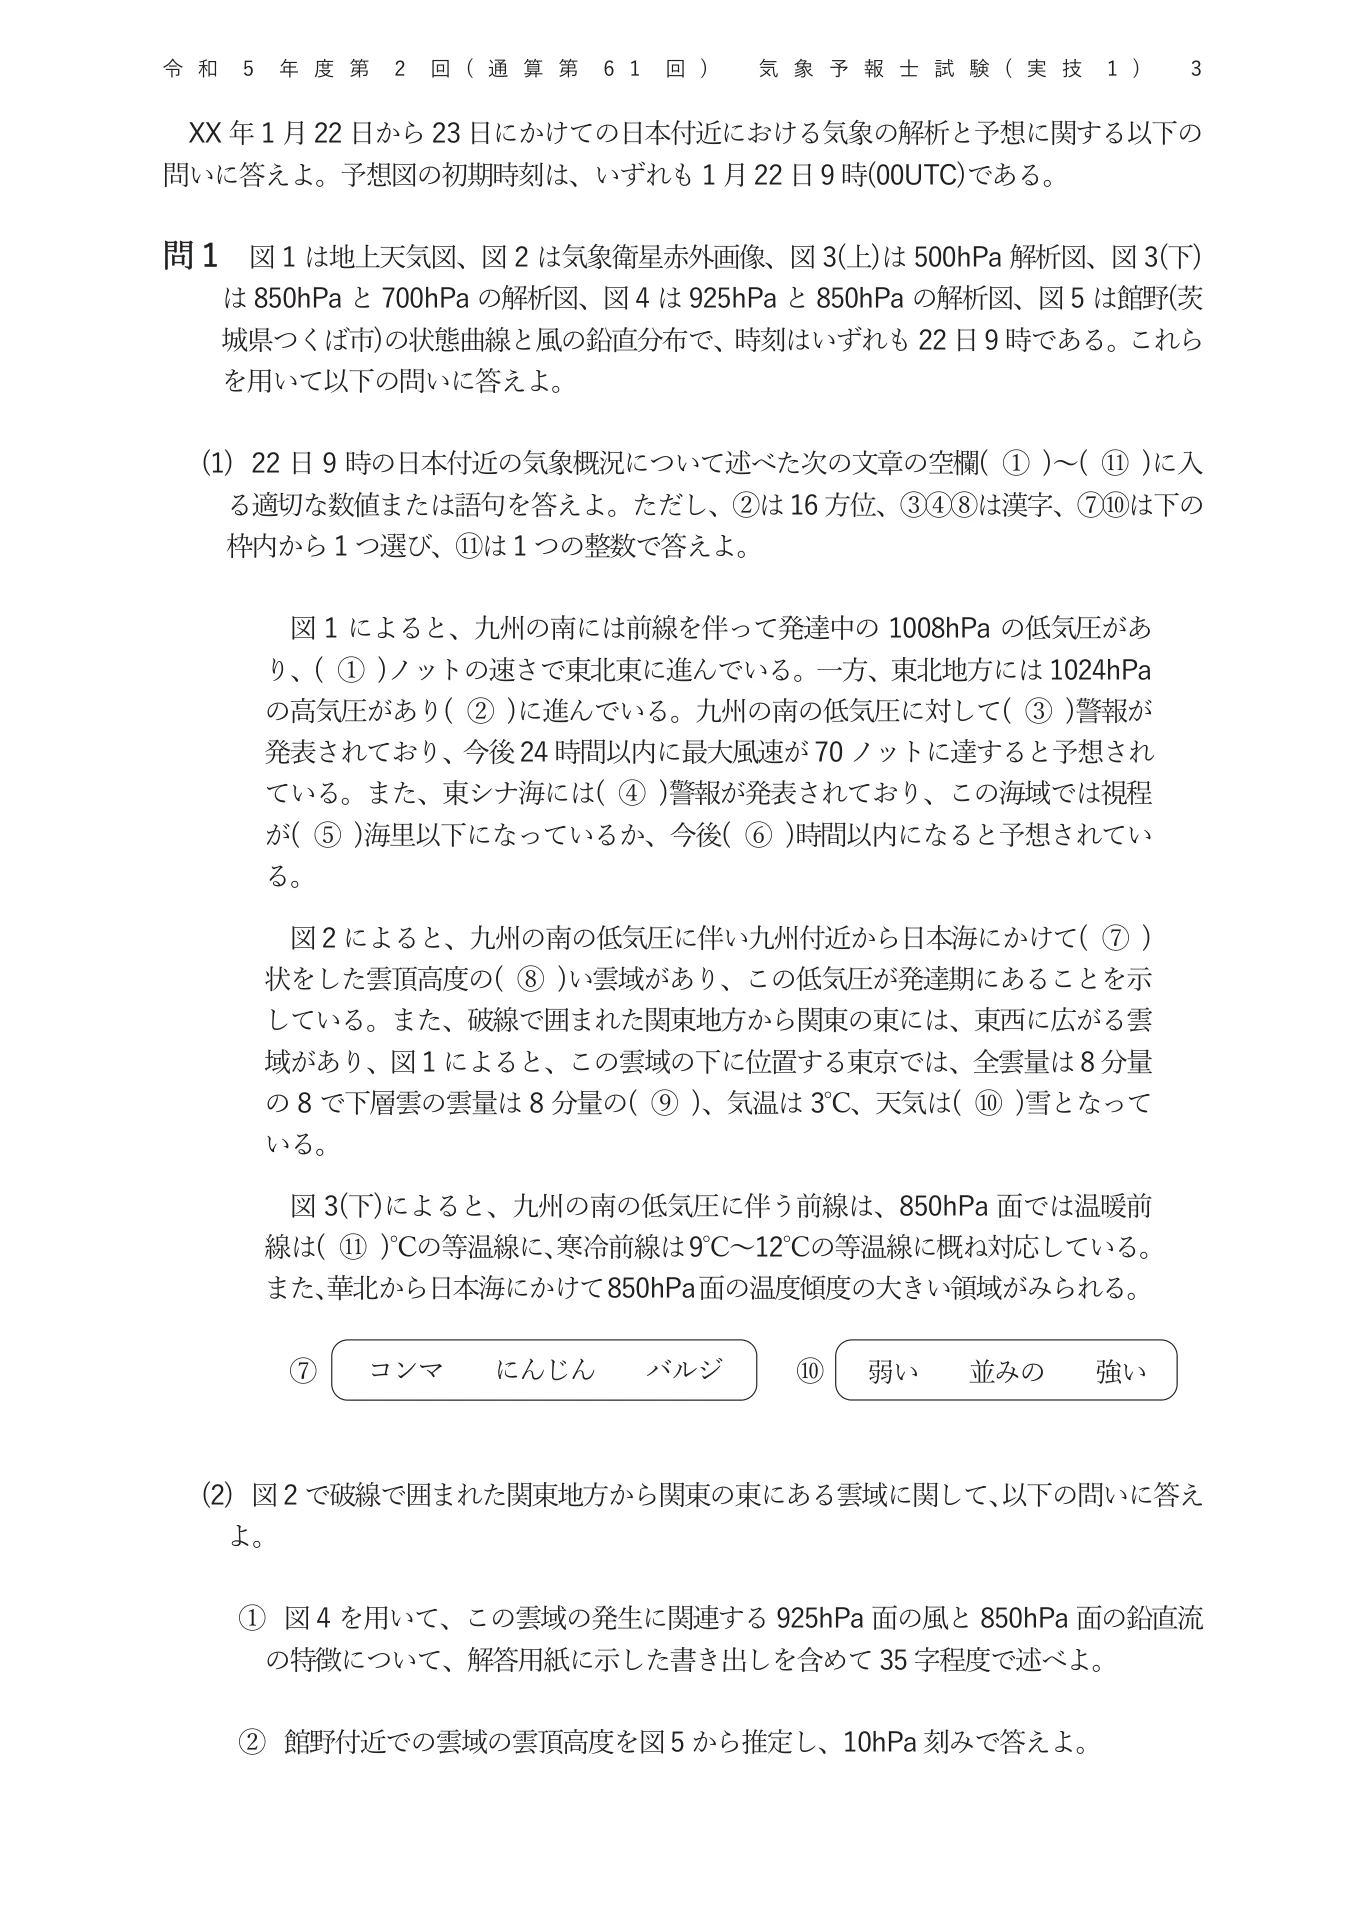 令和5年度第2回(通算第61回) 気象予報士試験(実技1) 3
XX 年 1 月 22 日から 23 日にかけての日本付近における気象の解析と予想に関する以下の
問いに答えよ。予想図の初期時刻は、いずれも 1 月 22 日 9 時(00UTC)である。
問 1 図 1 は地上天気図、図 2 は気象衛星赤外画像、図 3(上)は 500hPa 解析図、図 3(下)
は 850hPa と 700hPa の解析図、図 4 は 925hPa と 850hPa の解析図、図 5 は館野(茨
城県つくば市)の状態曲線と風の鉛直分布で、時刻はいずれも 22 日 9 時である。これら
を用いて以下の問いに答えよ。
(1) 22 日 9 時の日本付近の気象概況について述べた次の文章の空欄( ① )〜( ⑪ )に入
る適切な数値または語句を答えよ。ただし、②は 16 方位、③④⑧は漢字、⑦⑩は下の
枠内から 1 つ選び、⑪は 1 つの整数で答えよ。
図 1 によると、九州の南には前線を伴って発達中の 1008hPa の低気圧があ
り、( ① )ノットの速さで東北東に進んでいる。一方、東北地方には 1024hPa
の高気圧があり( ② )に進んでいる。九州の南の低気圧に対して( ③ )警報が
発表されており、今後 24 時間以内に最大風速が 70 ノットに達すると予想され
ている。また、東シナ海には( ④ )警報が発表されており、この海域では視程
が( ⑤ )海里以下になっているか、今後( ⑥ )時間以内になると予想されてい
る。
図 2 によると、九州の南の低気圧に伴い九州付近から日本海にかけて( ⑦ )
状をした雲頂高度の( ⑧ )い雲域があり、この低気圧が発達期にあることを示
している。また、破線で囲まれた関東地方から関東の東には、東西に広がる雲
域があり、図 1 によると、この雲域の下に位置する東京では、全雲量は 8 分量
の 8 で下層雲の雲量は 8 分量の( ⑨ )、気温は 3℃、天気は( ⑩ )雪となって
いる。
図 3(下)によると、九州の南の低気圧に伴う前線は、850hPa 面では温暖前
線は( ⑪ )℃の等温線に、寒冷前線は 9℃〜12℃の等温線に概ね対応している。
また、華北から日本海にかけて 850hPa 面の温度傾度の大きい領域がみられる。
⑦ コンマ にんじん バルジ ⑩ 弱い 並みの 強い
(2) 図 2 で破線で囲まれた関東地方から関東の東にある雲域に関して、以下の問いに答え
よ。
① 図 4 を用いて、この雲域の発生に関連する 925hPa 面の風と 850hPa 面の鉛直流
の特徴について、解答用紙に示した書き出しを含めて 35 字程度で述べよ。
② 館野付近での雲域の雲頂高度を図 5 から推定し、10hPa 刻みで答えよ。